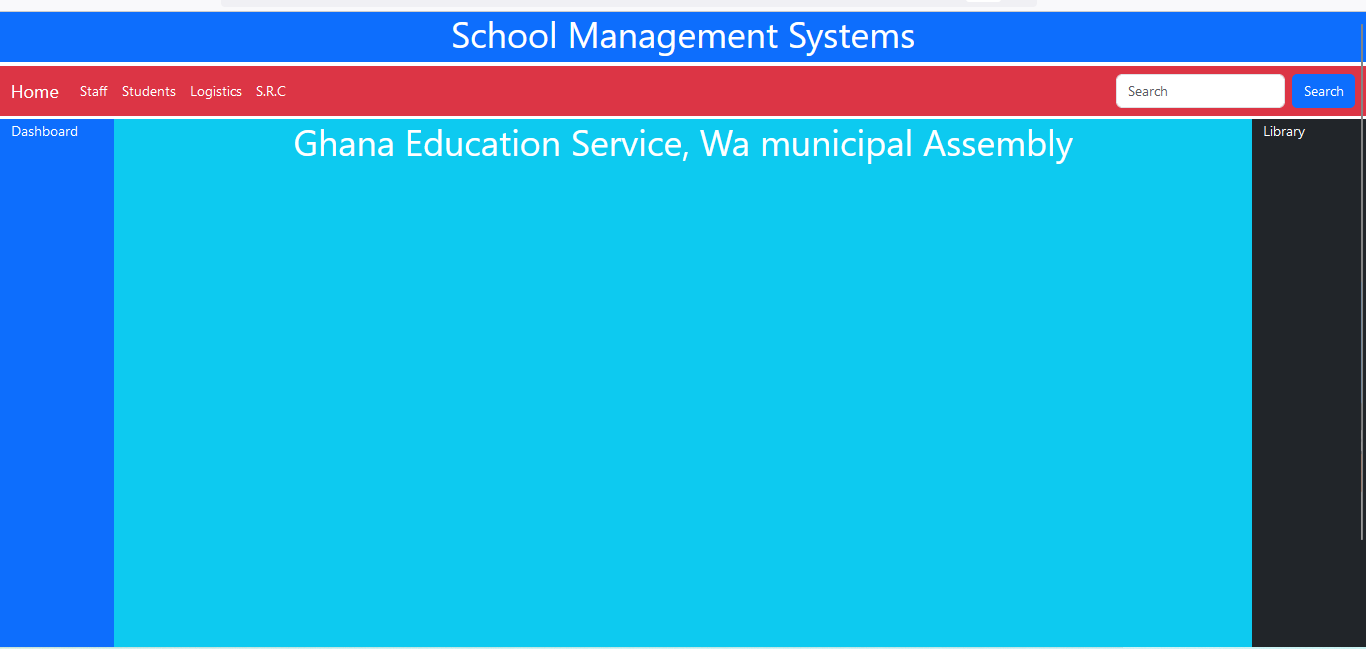 School Management Systems
Home Staff Students Logistics S.R.C Search Search
Dashboard
Ghana Education Service, Wa municipal Assembly
Library